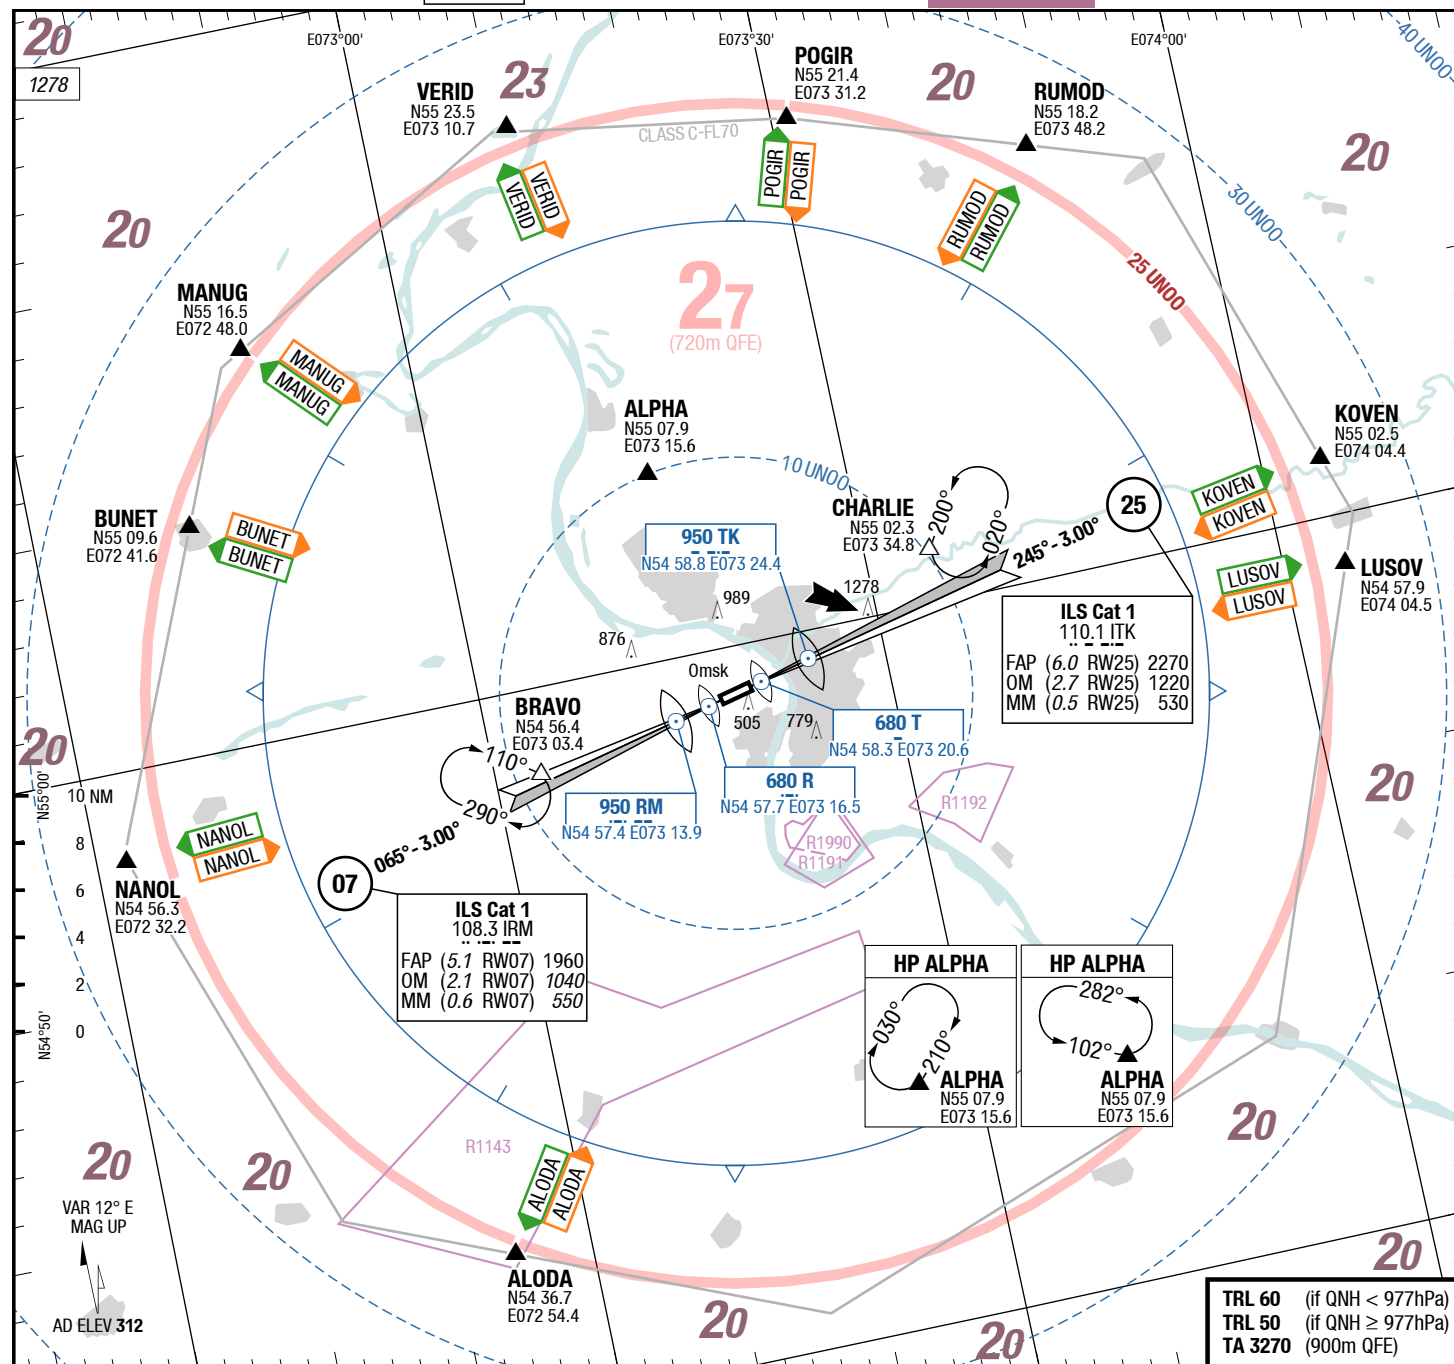 20
E073°00'
E073°30'
E074°00'
40 UNOO
1278
VERID
N55 23.5
E073 10.7
23
POGIR
N55 21.4
E073 31.2
20
RUMOD
N55 18.2
E073 48.2
CLASS C-FL70
20
VERID
VERID
POGIR
POGIR
RUMOD
RUMOD
30 UNOO
20
25 UNOO
27
(720m QFE)
MANUG
N55 16.5
E072 48.0
MANUG
MANUG
ALPHA
N55 07.9
E073 15.6
KOVEN
N55 02.5
E074 04.4
10 UNOO
KOVEN
KOVEN
CHARLIE
N55 02.3
E073 34.8
200°
020°
25
245°- 3.00°
BUNET
N55 09.6
E072 41.6
BUNET
BUNET
950 TK
N54 58.8 E073 24.4
LUSOV
N54 57.9
E074 04.5
LUSOV
LUSOV
989
1278
876
Omsk
505
779
ILS Cat 1
110.1 ITK
FAP (6.0 RW25) 2270
OM (2.7 RW25) 1220
MM (0.5 RW25) 530
BRAVO
N54 56.4
E073 03.4
110°
290°
680 T
N54 58.3 E073 20.6
680 R
N54 57.7 E073 16.5
950 RM
N54 57.4 E073 13.9
20
N55°00'
10 NM
8
6
4
2
0
N54°50'
R1192
R1990
R1191
20
NANOL
NANOL
NANOL
N54 56.3
E072 32.2
065°- 3.00°
07
ILS Cat 1
108.3 IRM
FAP (5.1 RW07) 1960
OM (2.1 RW07) 1040
MM (0.6 RW07) 550
HP ALPHA
030°
210°
ALPHA
N55 07.9
E073 15.6
HP ALPHA
282°
102°
ALPHA
N55 07.9
E073 15.6
R1143
20
20
20
VAR 12° E
MAG UP
AD ELEV 312
ALODA
ALODA
ALODA
N54 36.7
E072 54.4
20
20
20
TRL 60 (if QNH < 977hPa)
TRL 50 (if QNH ≥ 977hPa)
TA 3270 (900m QFE)